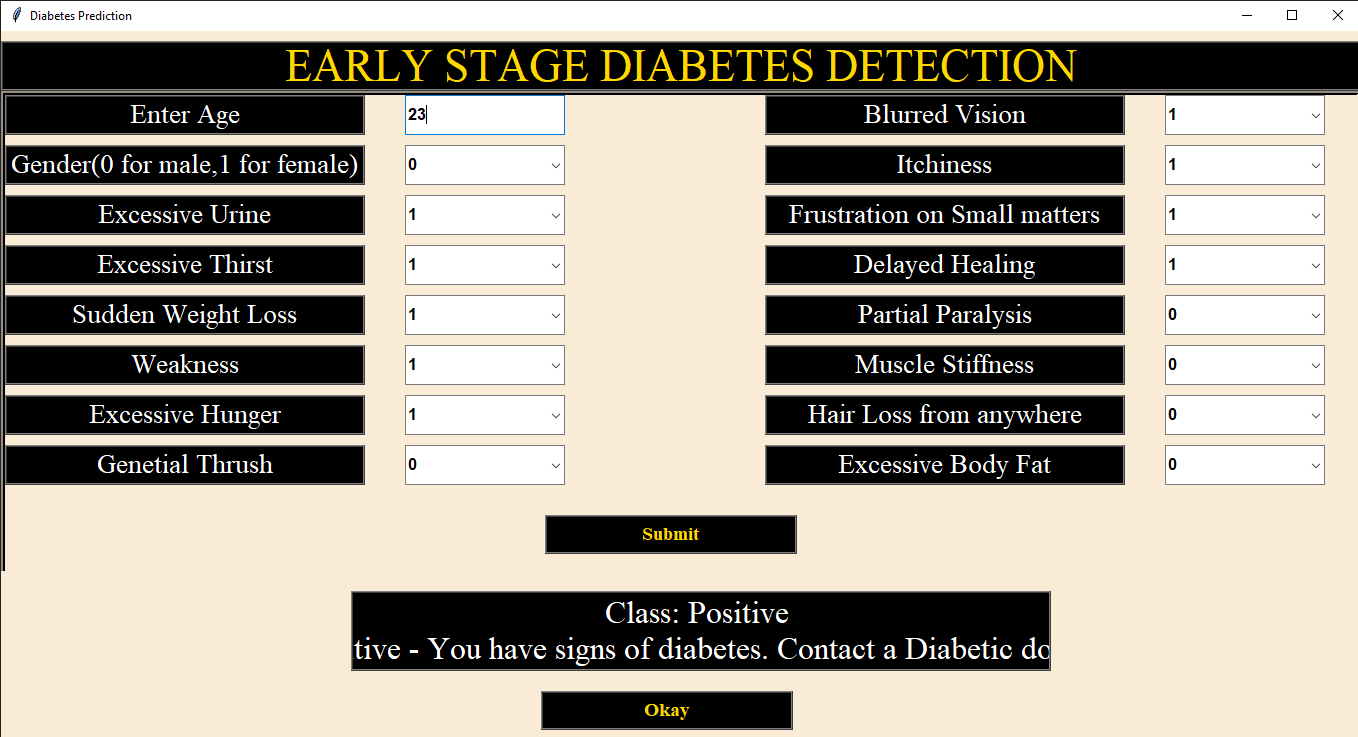 Diabetes Prediction
EARLY STAGE DIABETES DETECTION
Enter Age
23
Gender(0 for male,1 for female)
0
Excessive Urine
1
Excessive Thirst
1
Sudden Weight Loss
1
Weakness
1
Excessive Hunger
1
Genetial Thrush
0
Blurred Vision
1
Itchiness
1
Frustration on Small matters
1
Delayed Healing
1
Partial Paralysis
0
Muscle Stiffness
0
Hair Loss from anywhere
0
Excessive Body Fat
0
Submit
Class: Positive
tive - You have signs of diabetes. Contact a Diabetic do
Okay